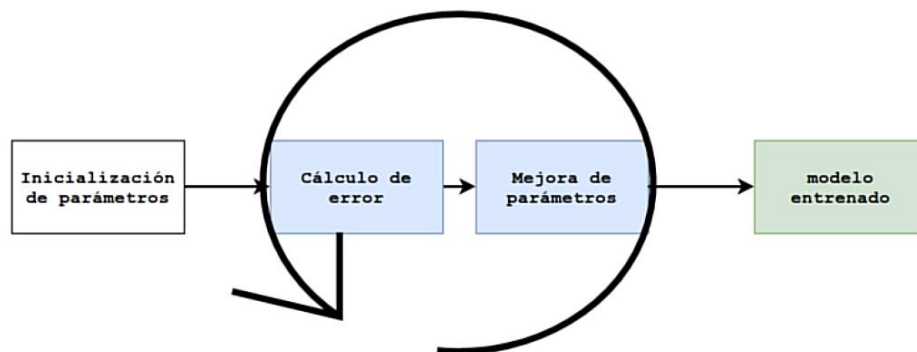 Inicialización
de parámetros
Cálculo de
error
Mejora de
parámetros
modelo
entrenado